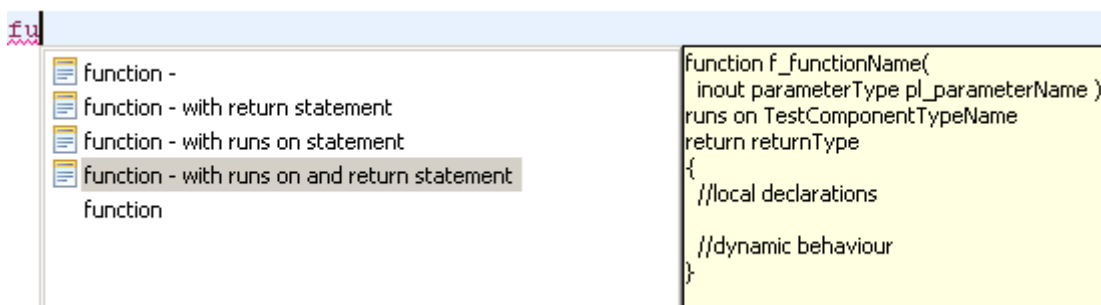 fu
function -
function - with return statement
function - with runs on statement
function - with runs on and return statement
function
function f_functionName(
  inout parameterType pl_parameterName )
runs on TestComponentTypeName
return returnType
{
  //local declarations

  //dynamic behaviour
}